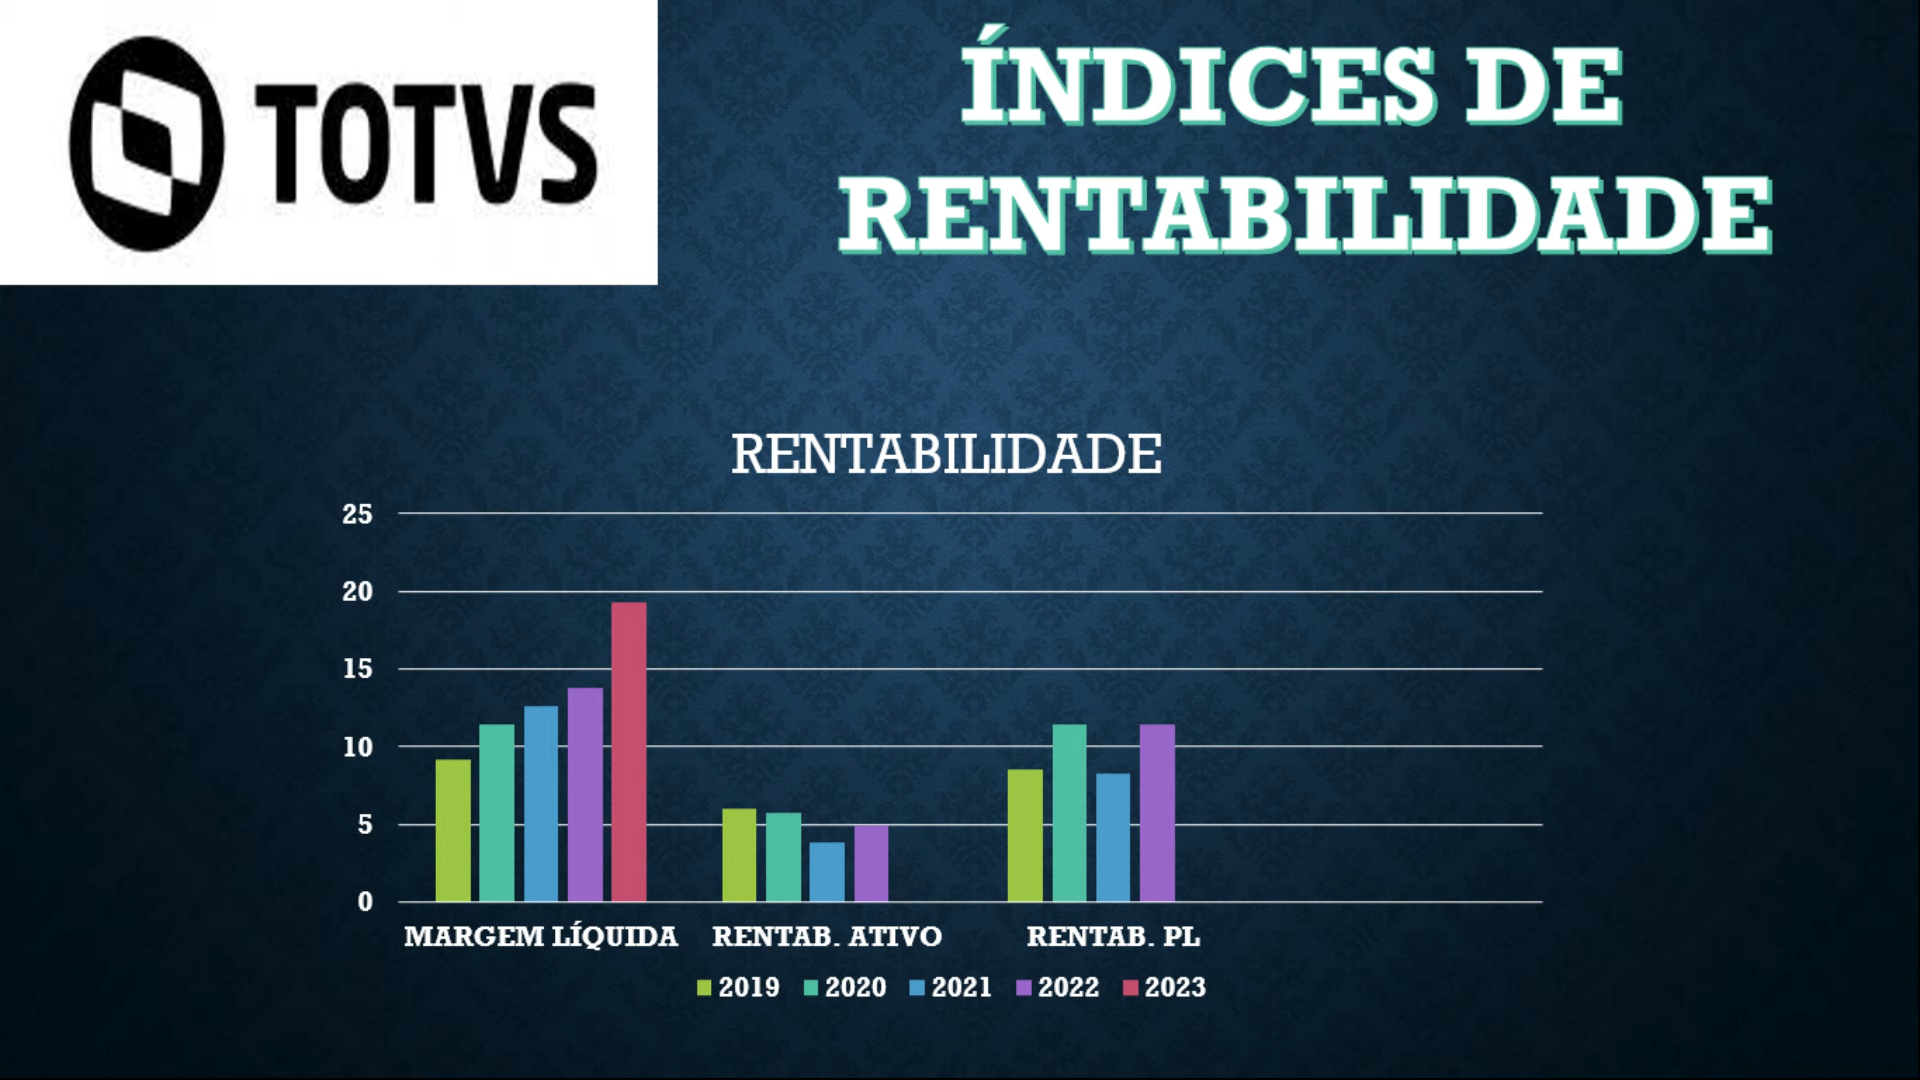 TOTVS
ÍNDICES DE
RENTABILIDADE
RENTABILIDADE
25
20
15
10
5
0
MARGEM LÍQUIDA RENTAB. ATIVO RENTAB. PL
2019 2020 2021 2022 2023